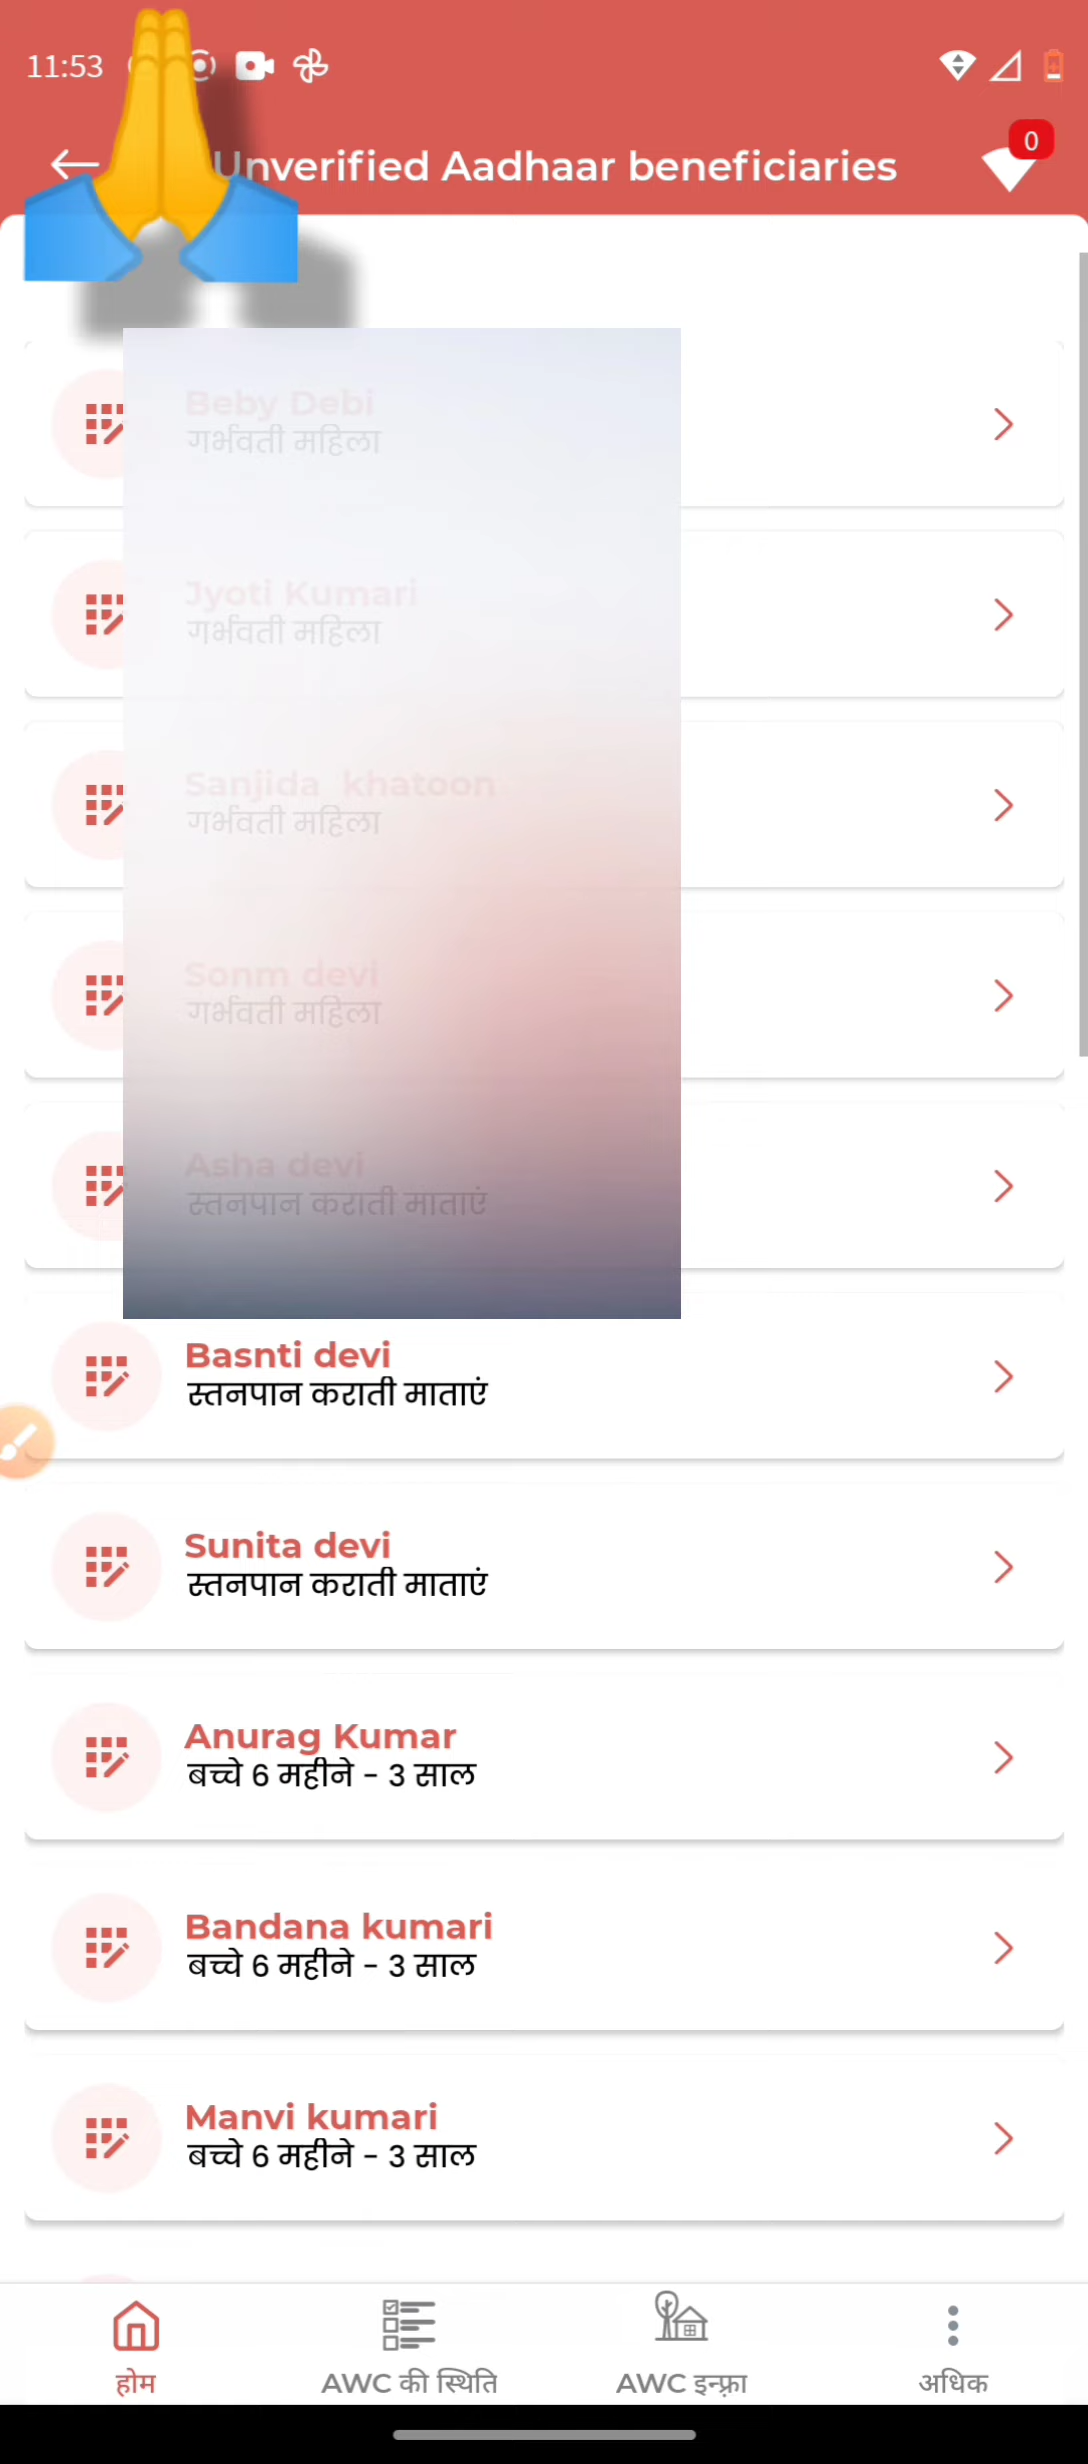 11:53
Unverified Aadhaar beneficiaries
0
Beby Debi
गर्भवती महिला
Jyoti Kumari
गर्भवती महिला
Sanjida khatoon
गर्भवती महिला
Sonm devi
गर्भवती महिला
Asha devi
स्तनपान कराती माताएं
Basnti devi
स्तनपान कराती माताएं
Sunita devi
स्तनपान कराती माताएं
Anurag Kumar
बच्चे 6 महीने - 3 साल
Bandana kumari
बच्चे 6 महीने - 3 साल
Manvi kumari
बच्चे 6 महीने - 3 साल
होम
AWC की स्थिति
AWC इन्फ़्रा
अधिक